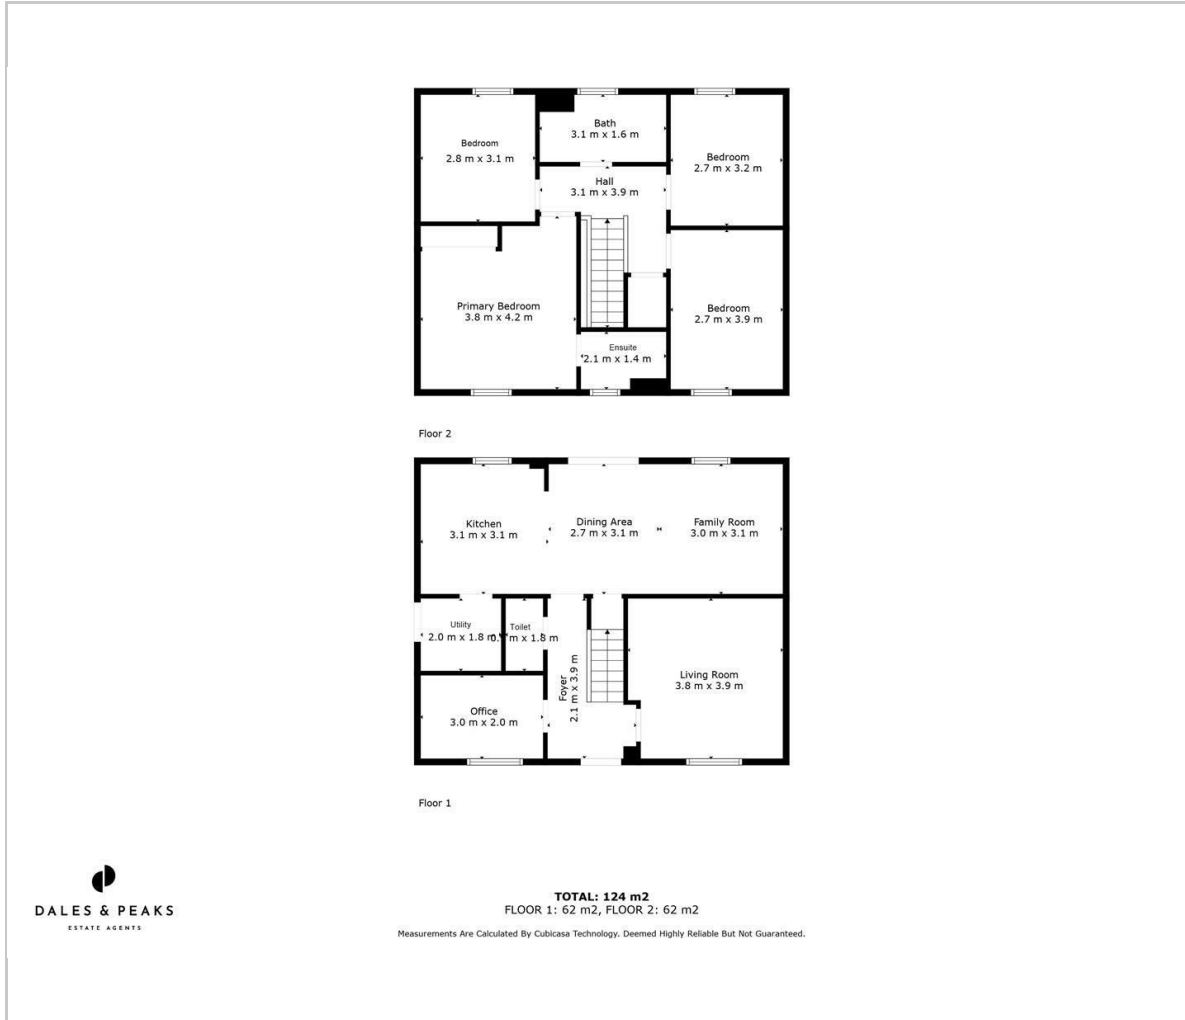 Bedroom
2.8 m x 3.1 m
Bath
3.1 m x 1.6 m
Bedroom
2.7 m x 3.2 m
Hall
3.1 m x 3.9 m
Primary Bedroom
3.8 m x 4.2 m
Bedroom
2.7 m x 3.9 m
Ensuite
2.1 m x 1.4 m
Floor 2
Kitchen
3.1 m x 3.1 m
Dining Area
2.7 m x 3.1 m
Family Room
3.0 m x 3.1 m
Utility
2.0 m x 1.8 m
Toilet
m x 1.8 m
Foyer
2.1 m x 3.9 m
Living Room
3.8 m x 3.9 m
Office
3.0 m x 2.0 m
Floor 1
DALES & PEAKS
ESTATE AGENTS
TOTAL: 124 m2
FLOOR 1: 62 m2, FLOOR 2: 62 m2
Measurements Are Calculated By Cubicasa Technology. Deemed Highly Reliable But Not Guaranteed.